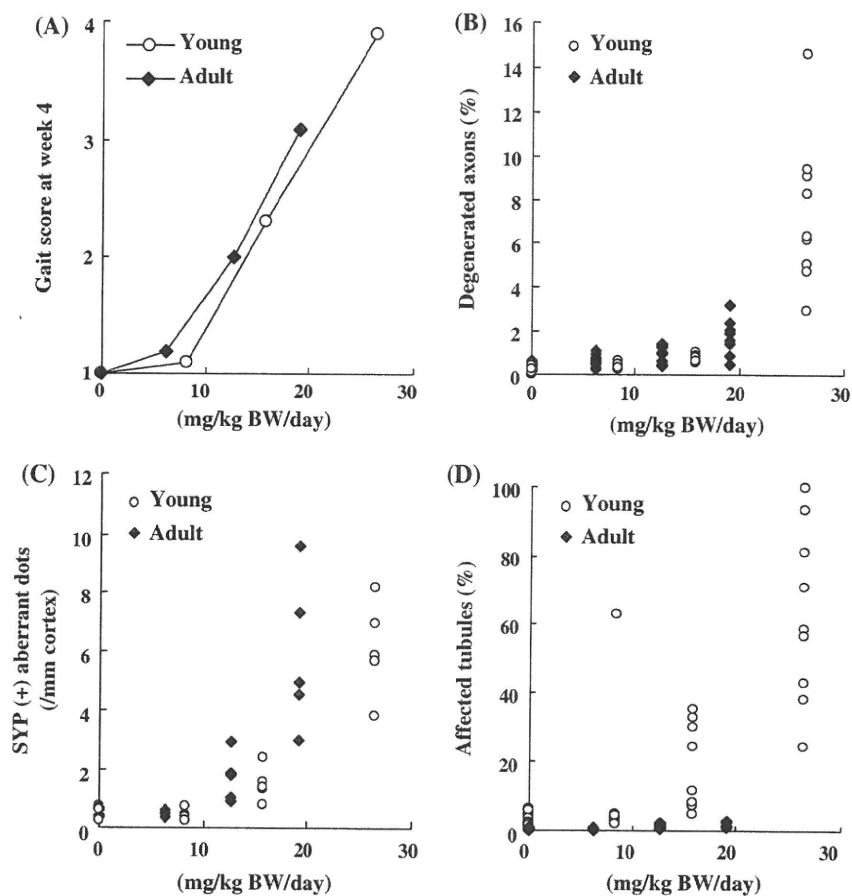 (A)
Young
Adult
Gait score at week 4
4
3
2
1
0
10
20
30
(mg/kg BW/day)
(B)
Young
Adult
Degenerated axons (%)
16
14
12
10
8
6
4
2
0
0
10
20
30
(mg/kg BW/day)
(C)
Young
Adult
SYP (+) aberrant dots
(/mm cortex)
12
10
8
6
4
2
0
0
10
20
30
(mg/kg BW/day)
(D)
Young
Adult
Affected tubules (%)
100
80
60
40
20
0
0
10
20
30
(mg/kg BW/day)